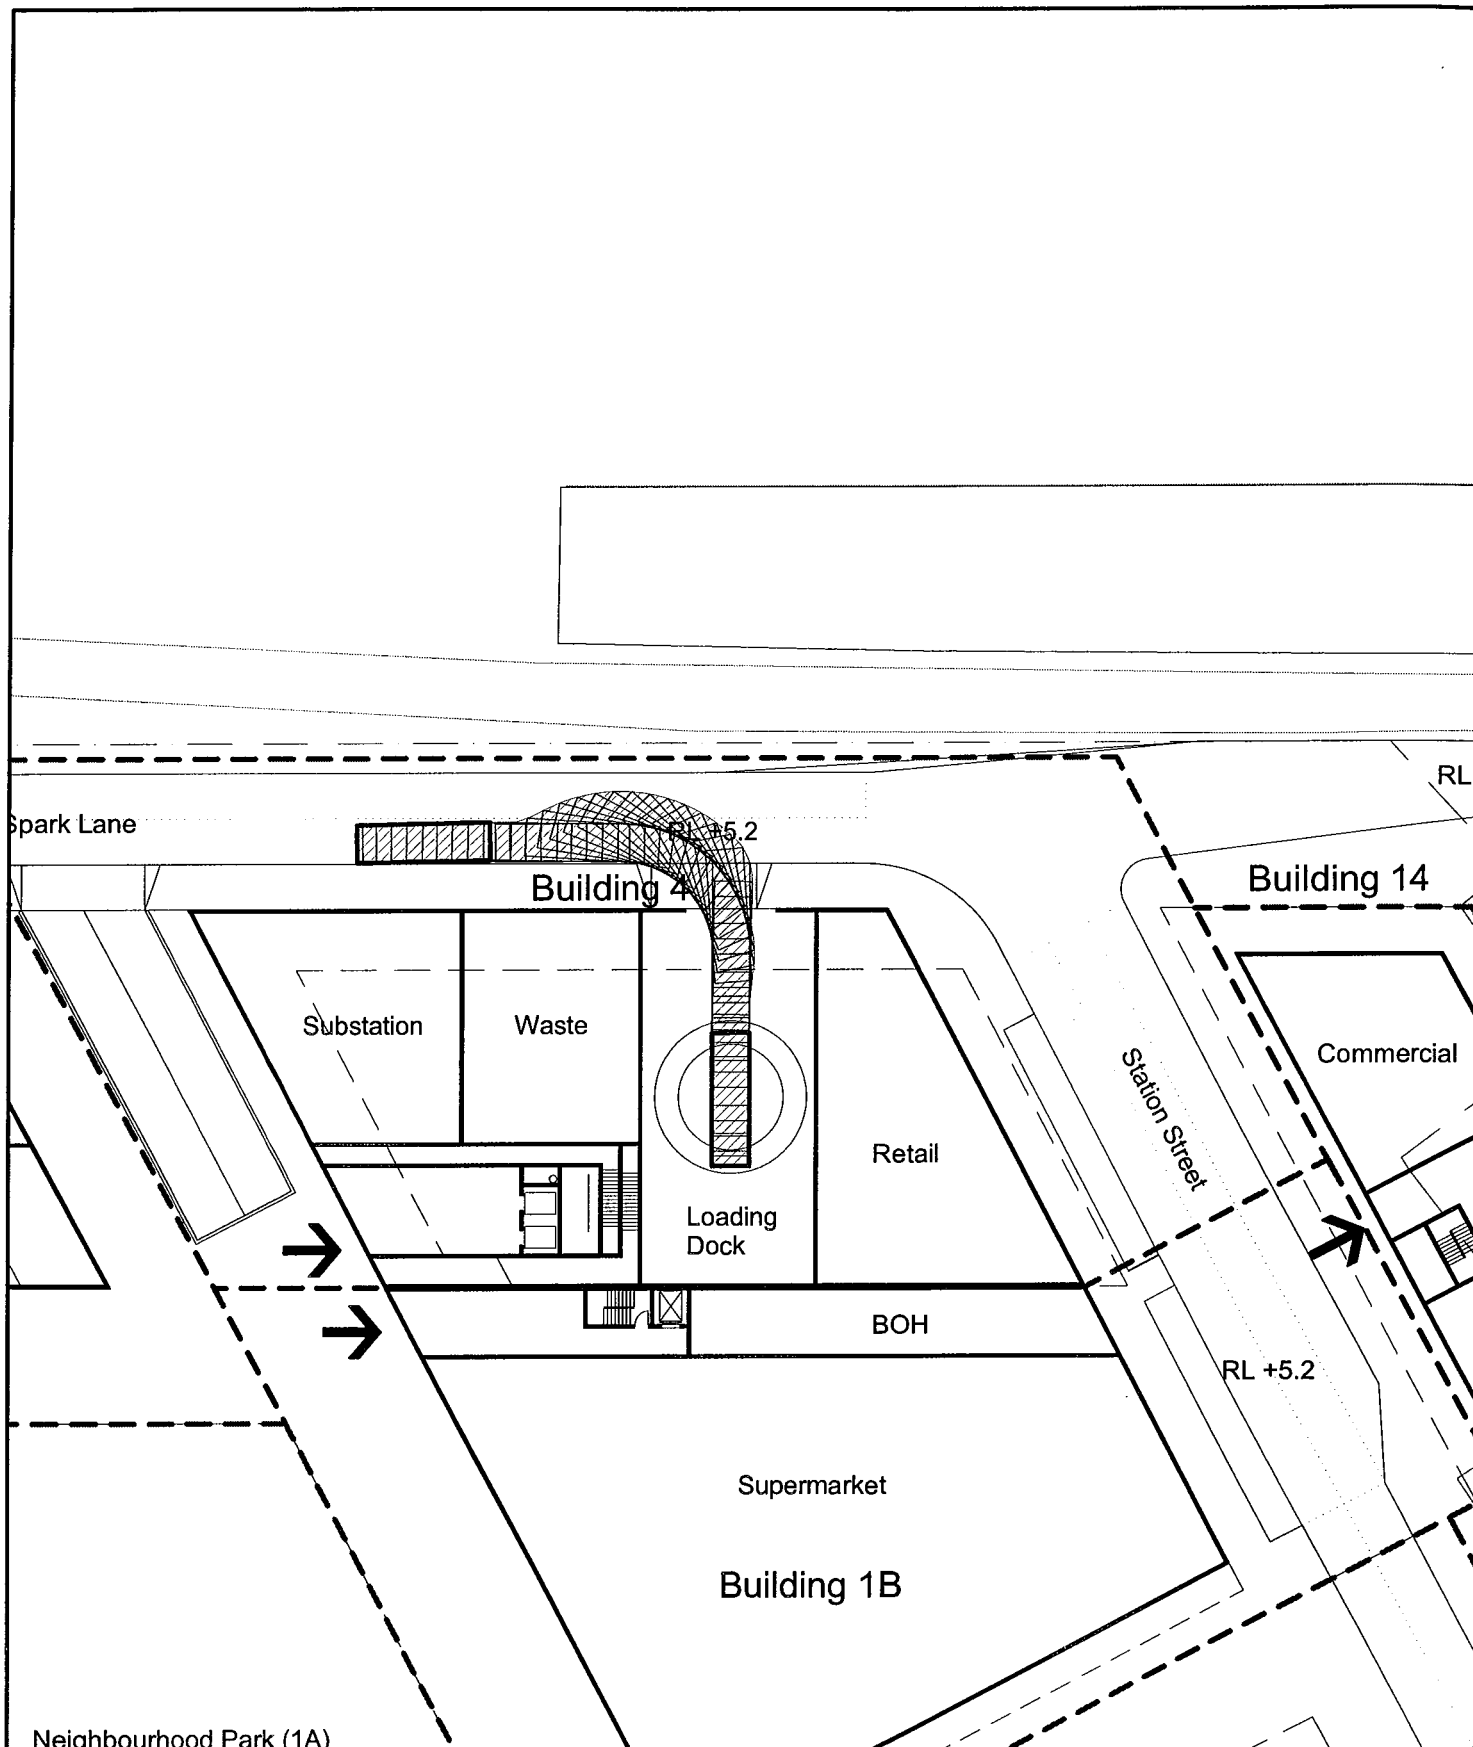 RL
Spark Lane
RL +5.2
Building 4
Building 14
Substation
Waste
Commercial
Station Street
Retail
Loading
Dock
BOH
RL +5.2
Supermarket
Building 1B
Neighbourhood Park (1A)